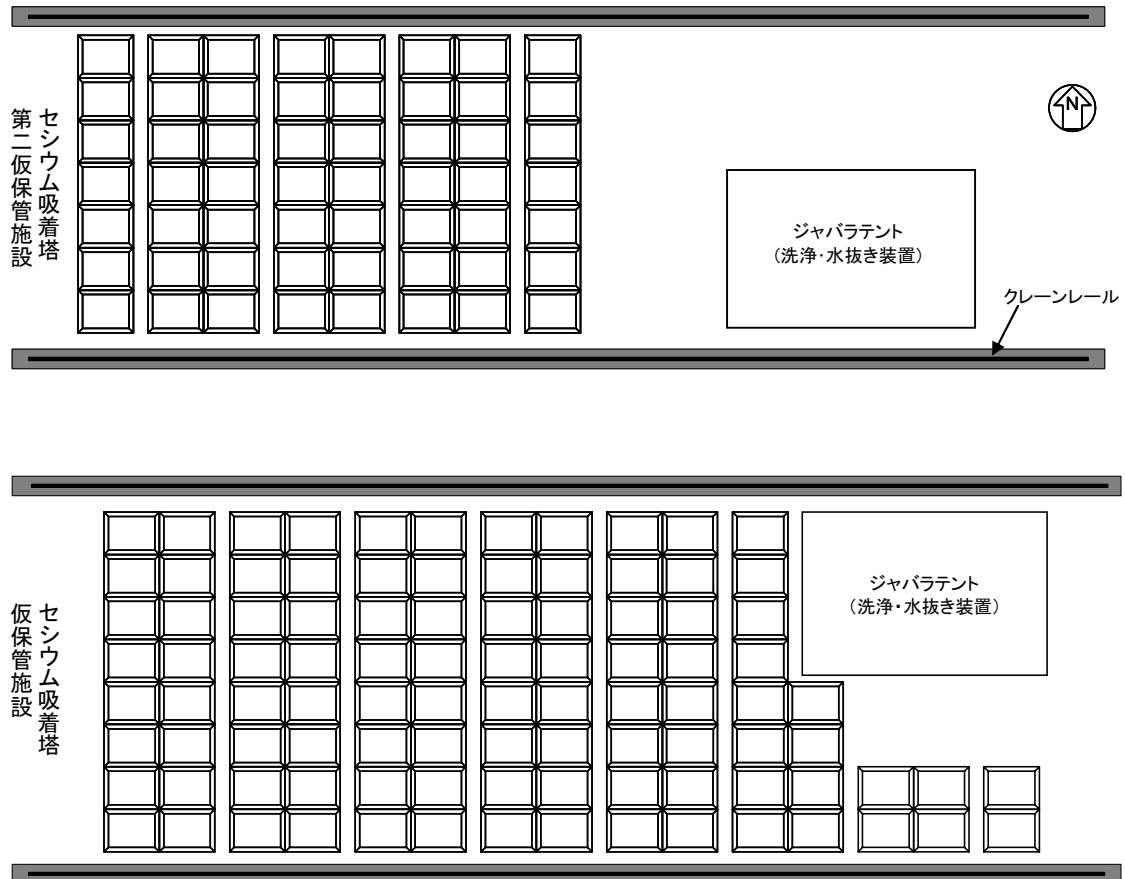 セシウム吸着塔
第二仮保管施設
N
ジャバラテント
(洗浄・水抜き装置)
クレーンレール
セシウム吸着塔
仮保管施設
ジャバラテント
(洗浄・水抜き装置)